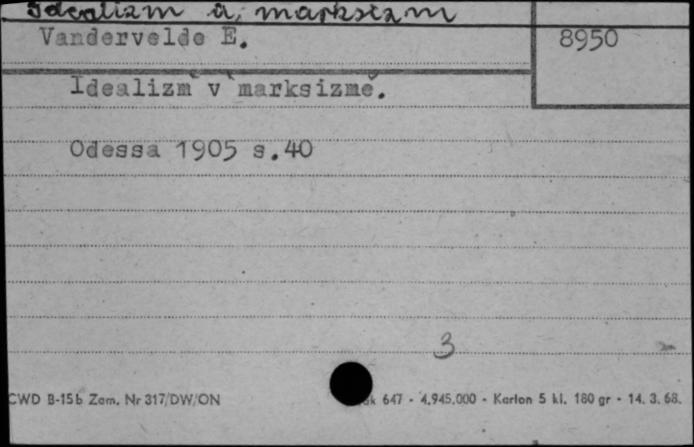 Idealizm a, marksizm
Vandervelde E.
8950
Idealizm̌ v̌ marksizmě.
Odessa 1905 s.40
3
CWD B-15b Zam. Nr 317/DW/ON
647 - 4.945.000 - Karton 5 kl. 180 gr - 14. 3. 68.